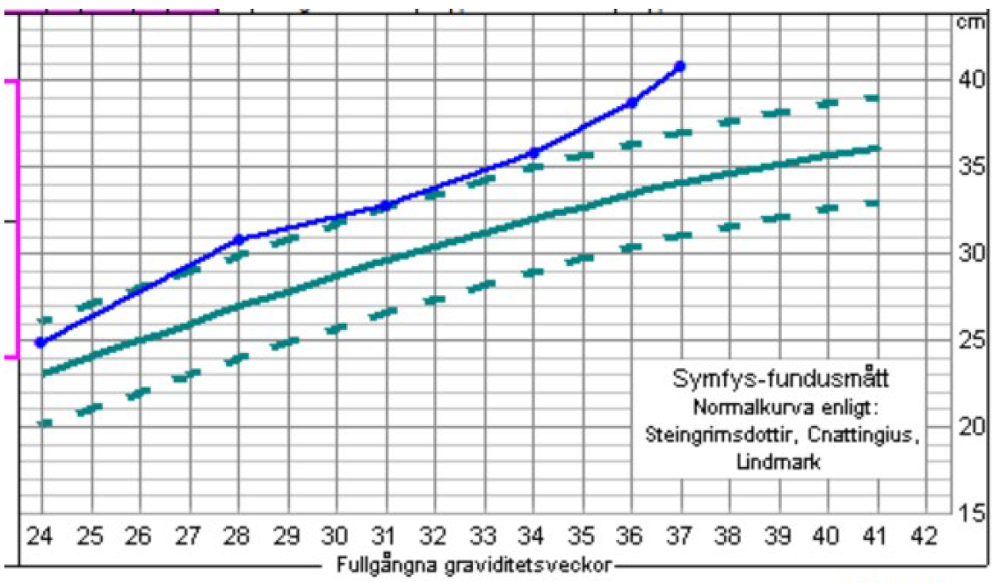 cm
40
35
30
25
20
15
Symfys-fundusmått
Normalkurva enligt:
Steingrimsdottir, Cnattingius,
Lindmark
24 25 26 27 28 29 30 31 32 33 34 35 36 37 38 39 40 41 42
Fullgångna graviditetsveckor